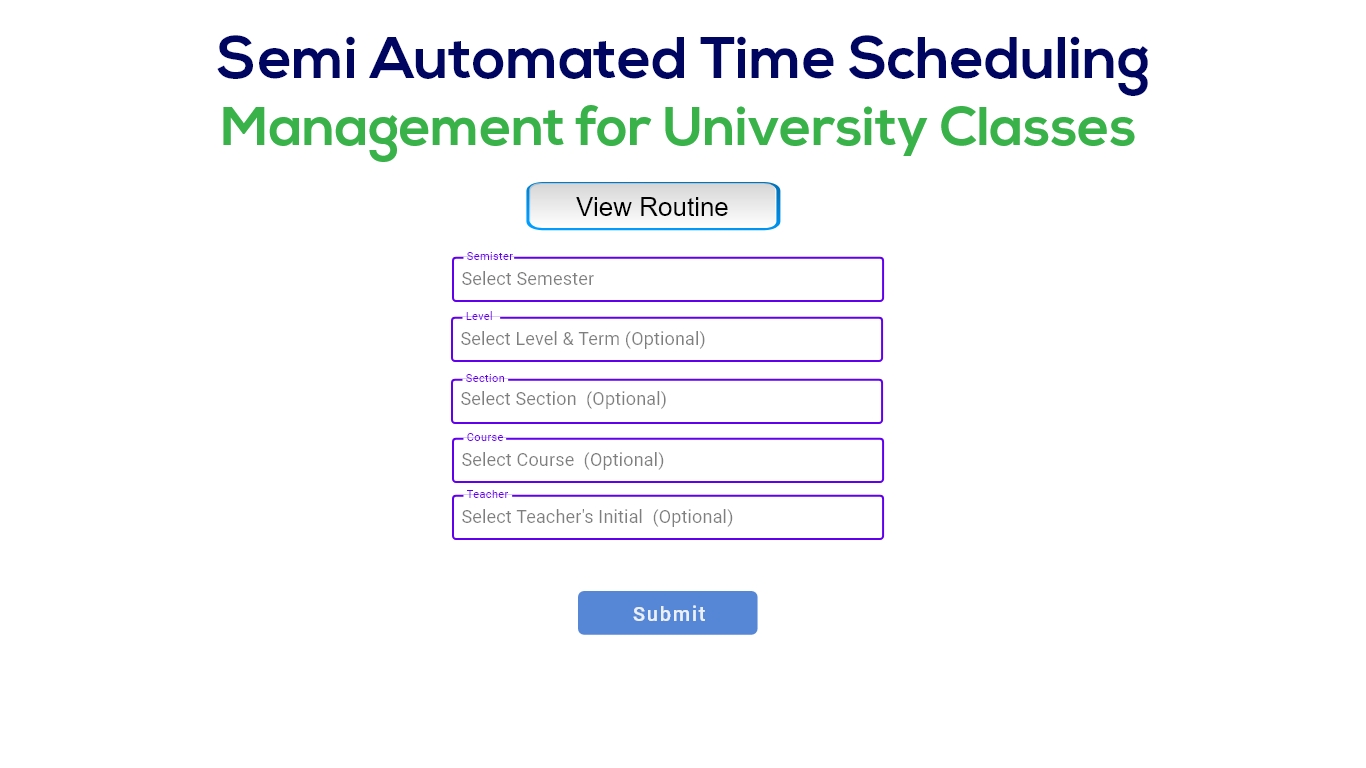 Semi Automated Time Scheduling
Management for University Classes
View Routine
Semister
Select Semester
Level
Select Level & Term (Optional)
Section
Select Section (Optional)
Course
Select Course (Optional)
Teacher
Select Teacher's Initial (Optional)
Submit